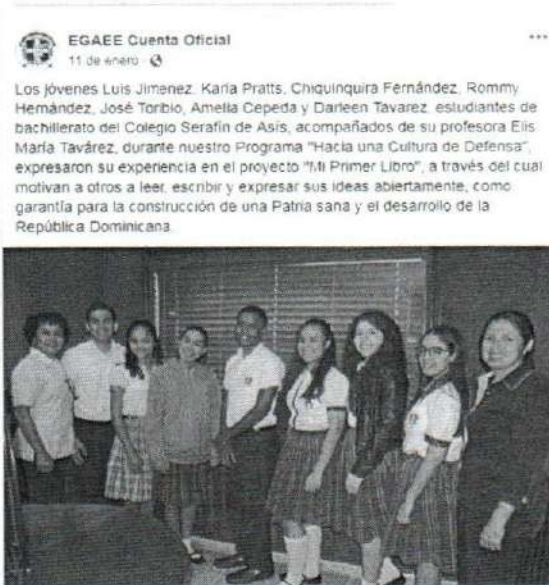 EGAEE Cuenta Oficial
11 de enero
Los jóvenes Luis Jimenez, Karla Pratts, Chiquinquira Fernández, Rommy
Hernández, José Toribio, Amelia Cepeda y Darleen Tavarez, estudiantes de
bachillerato del Colegio Serafín de Asís, acompañados de su profesora Elis
María Tavárez, durante nuestro Programa "Hacia una Cultura de Defensa",
expresaron su experiencia en el proyecto "Mi Primer Libro", a través del cual
motivan a otros a leer, escribir y expresar sus ideas abiertamente, como
garantía para la construcción de una Patria sana y el desarrollo de la
República Dominicana.